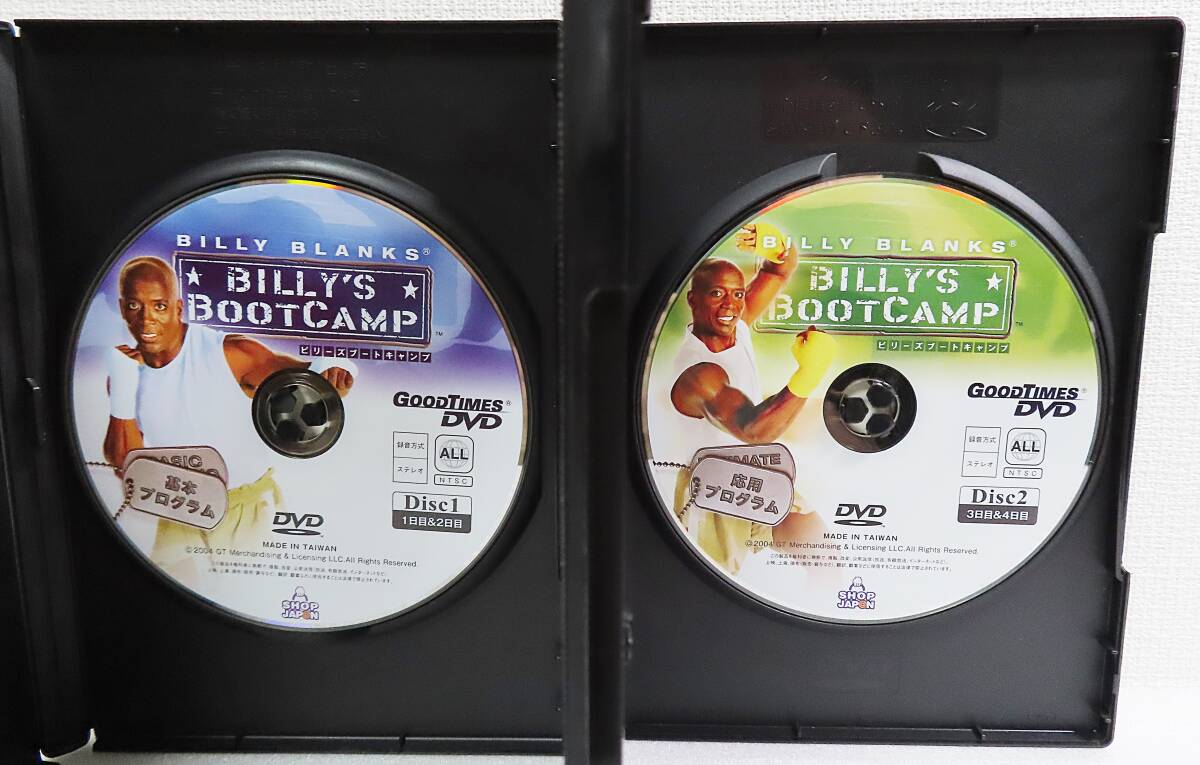 BILLY BLANKS®
BILLY'S
BOOTCAMP™
ビリーズブートキャンプ
GOODTIMES®
DVD
録音方式
ステレオ
ALL
NTSC
基本
プログラム
Disc1
1日目&2日目
DVD
MADE IN TAIWAN
©2004 GT Merchandising & Licensing LLC.All Rights Reserved.
SHOP
JAPAN
BILLY BLANKS®
BILLY'S
BOOTCAMP™
ビリーズブートキャンプ
GOODTIMES®
DVD
録音方式
ステレオ
ALL
NTSC
応用
プログラム
Disc2
3日目&4日目
DVD
MADE IN TAIWAN
©2004 GT Merchandising & Licensing LLC.All Rights Reserved.
SHOP
JAPAN